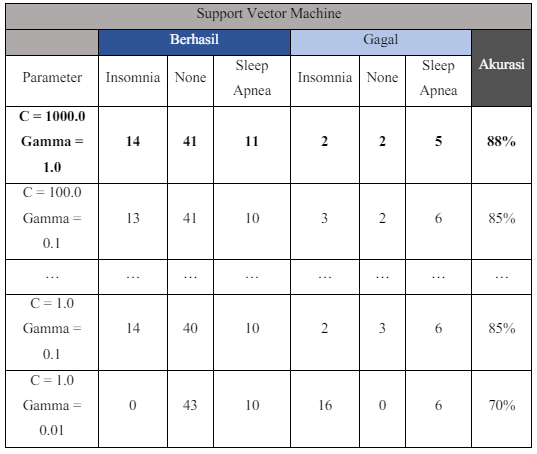 Support Vector Machine
Berhasil Gagal Akurasi
Parameter Insomnia None Sleep Apnea Insomnia None Sleep Apnea
C = 1000.0 Gamma = 1.0 14 41 11 2 2 5 88%
C = 100.0 Gamma = 0.1 13 41 10 3 2 6 85%
… … … … … … … …
C = 1.0 Gamma = 0.1 14 40 10 2 3 6 85%
C = 1.0 Gamma = 0.01 0 43 10 16 0 6 70%